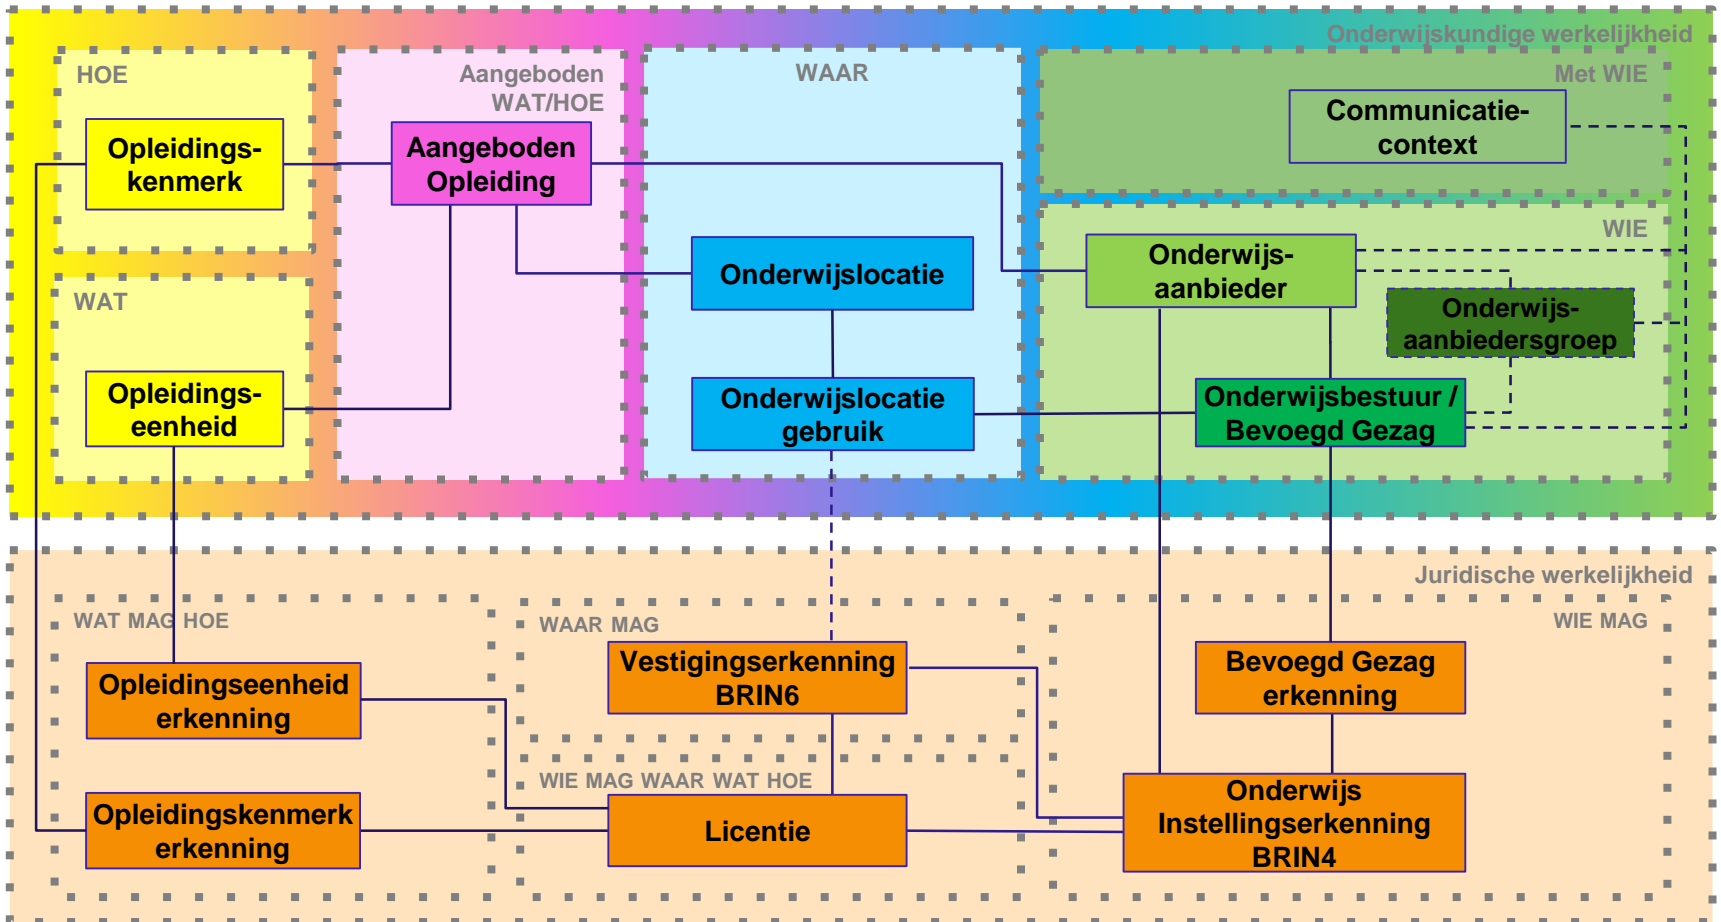 Onderwijskundige werkelijkheid
HOE
Opleidings-
kenmerk
WAT
Opleidings-
eenheid
Aangeboden
WAT/HOE
Aangeboden
Opleiding
WAAR
Onderwijslocatie
Onderwijslocatie
gebruik
Met WIE
Communicatie-
context
WIE
Onderwijs-
aanbieder
Onderwijs-
aanbiedersgroep
Onderwijsbestuur /
Bevoegd Gezag
Juridische werkelijkheid
WAT MAG HOE
Opleidingseenheid
erkenning
Opleidingskenmerk
erkenning
WAAR MAG
Vestigingserkenning
BRIN6
WIE MAG WAAR WAT HOE
Licentie
WIE MAG
Bevoegd Gezag
erkenning
Onderwijs
Instellingserkenning
BRIN4